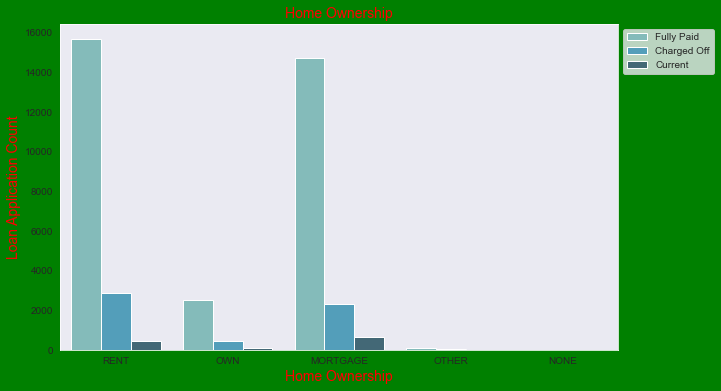 Home Ownership
Fully Paid
Charged Off
Current
Loan Application Count
16000
14000
12000
10000
8000
6000
4000
2000
0
RENT OWN MORTGAGE OTHER NONE
Home Ownership